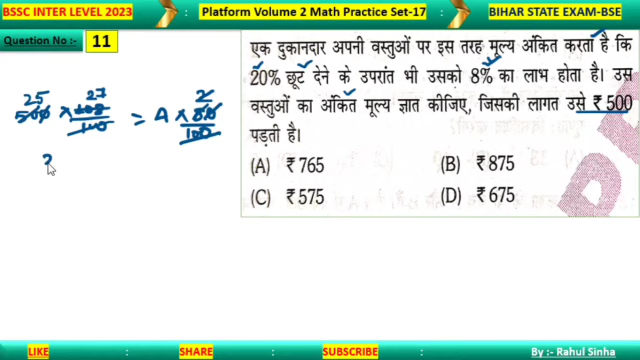 BSSC INTER LEVEL 2023
Platform Volume 2 Math Practice Set-17
BIHAR STATE EXAM-BSE
Question No :- 11
एक दुकानदार अपनी वस्तुओं पर इस तरह मूल्य अंकित करता है कि
20% छूट देने के उपरांत भी उसको 8% का लाभ होता है। उस
वस्तुओं का अंकित मूल्य ज्ञात कीजिए, जिसकी लागत उसे ₹ 500
पड़ती है।
(A) ₹ 765 (B) ₹ 875
(C) ₹ 575 (D) ₹ 675
25 27 2
500 × 108 = A × 80
100 100
LIKE SHARE SUBSCRIBE By :- Rahul Sinha